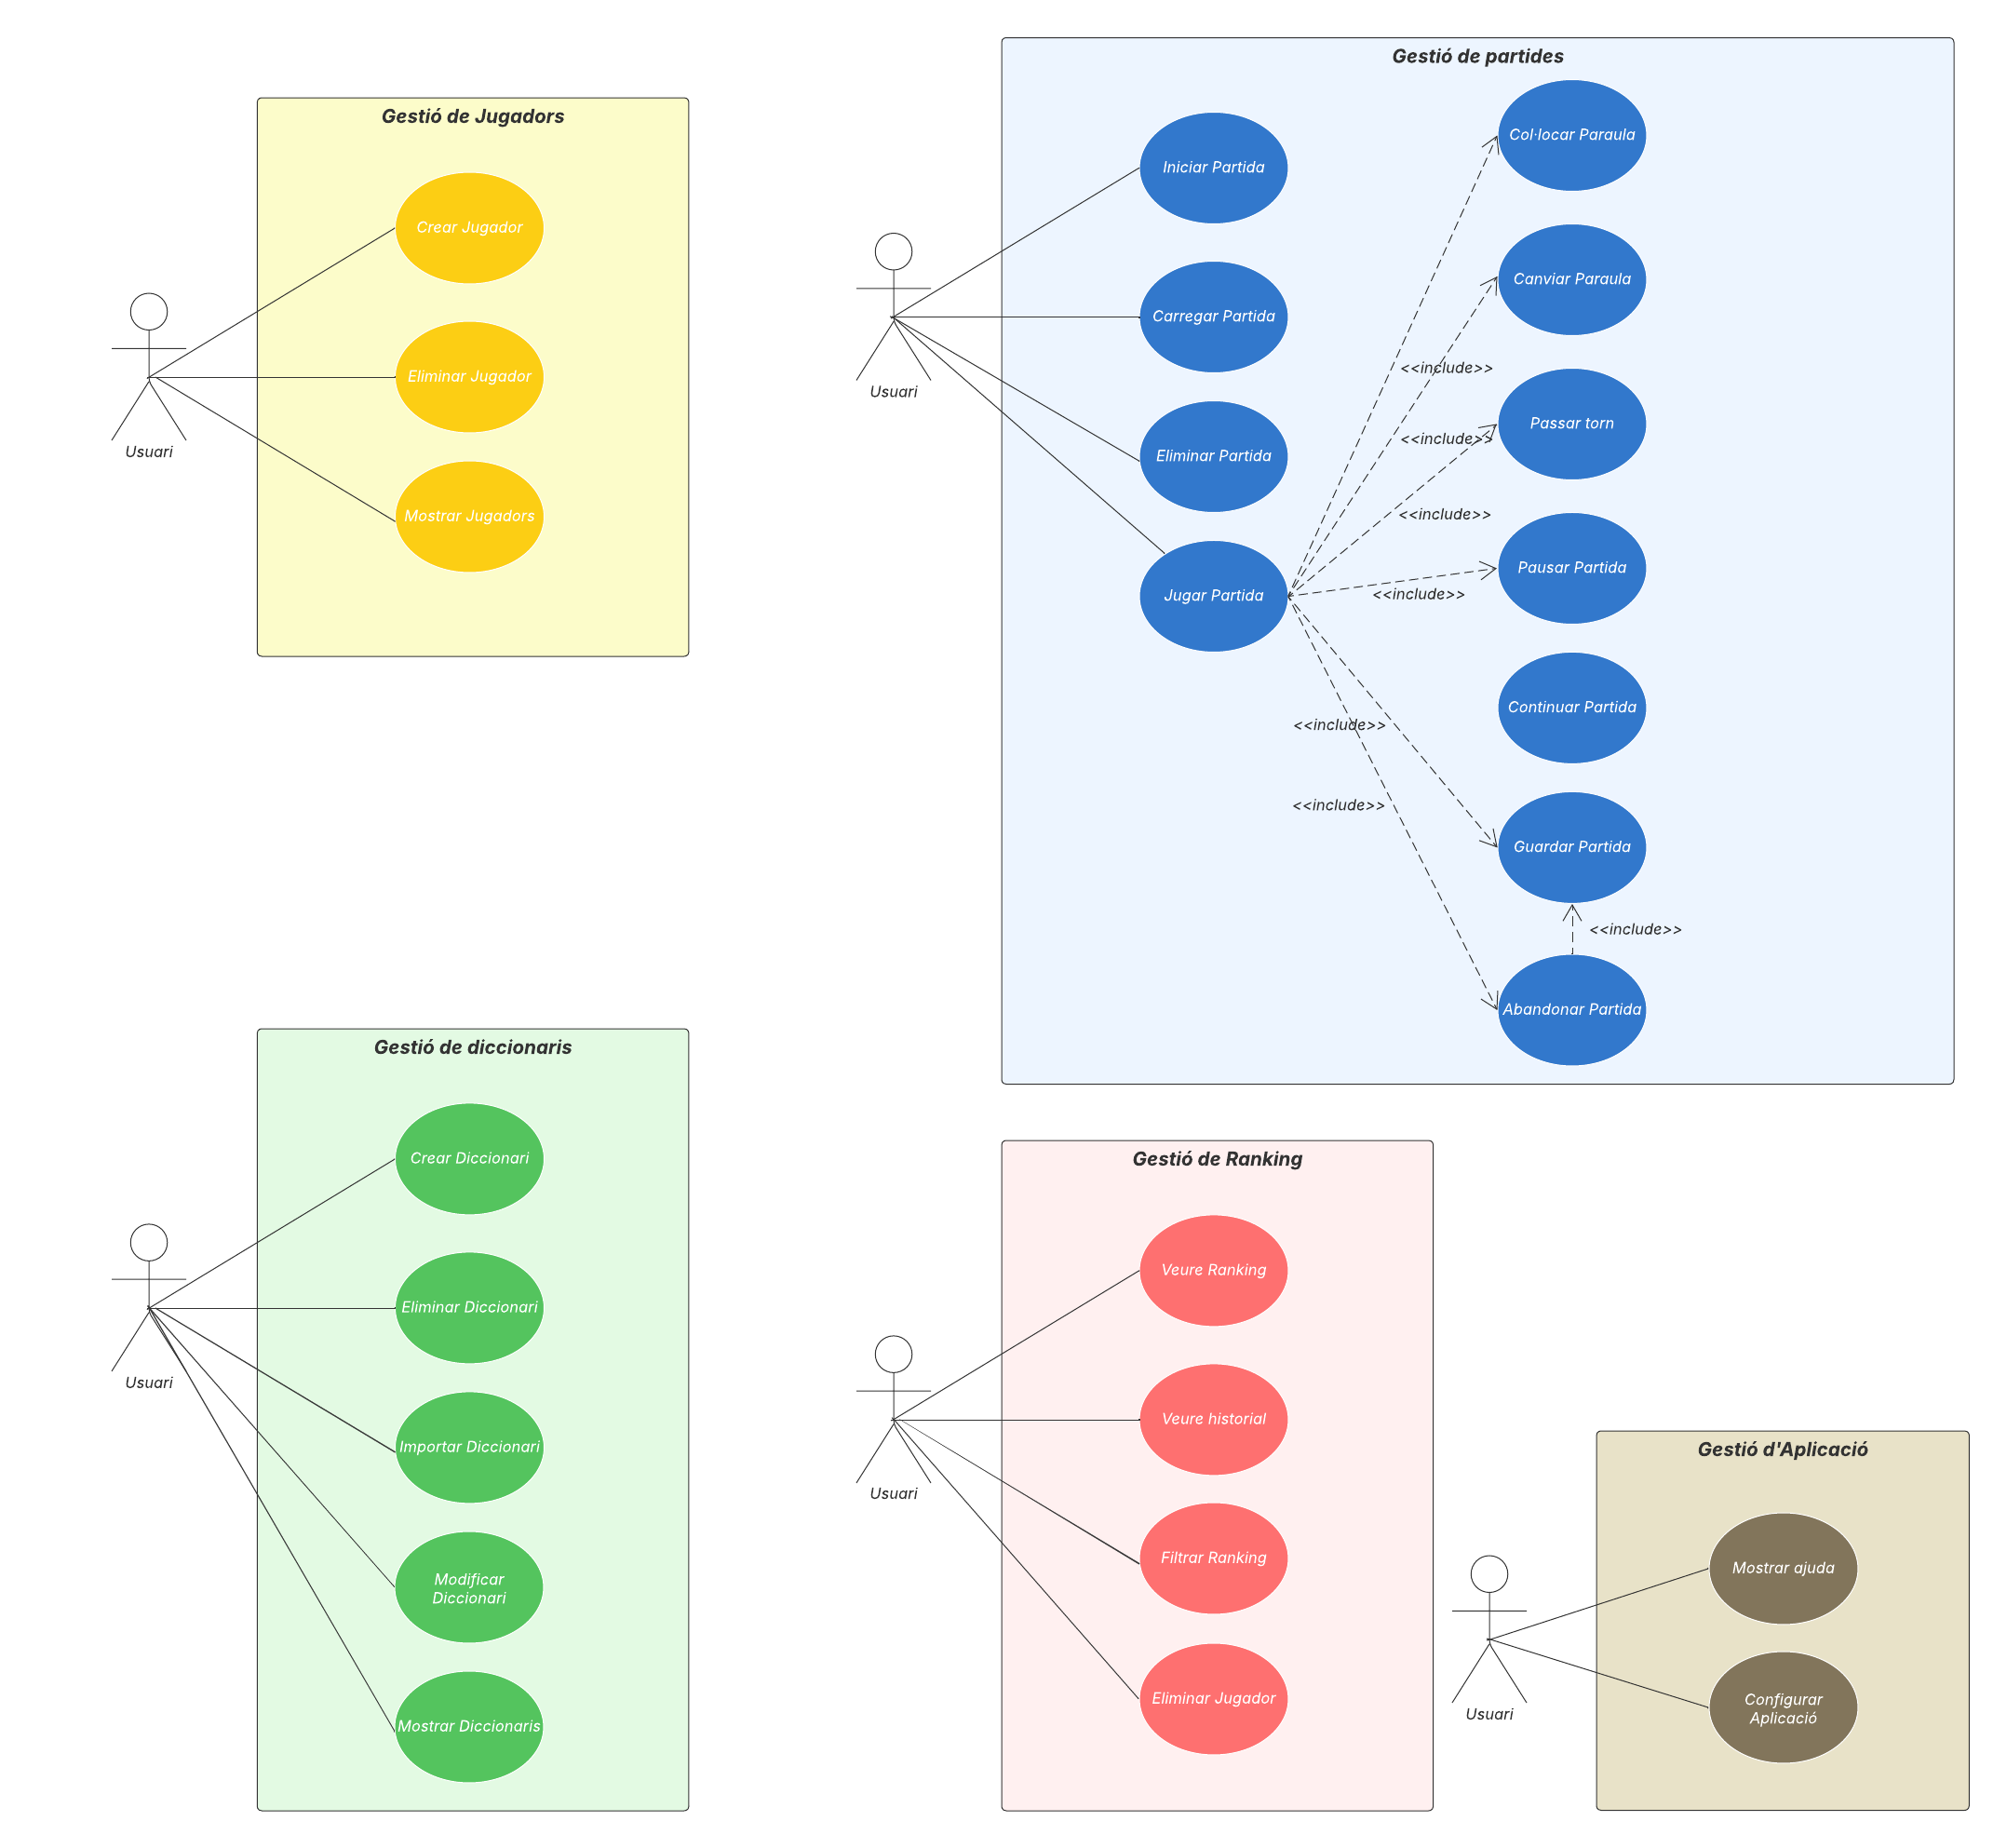 Gestió de Jugadors
Crear Jugador
Eliminar Jugador
Mostrar Jugadors
Usuari
Gestió de partides
Iniciar Partida
Carregar Partida
Eliminar Partida
Jugar Partida
Usuari
Col·locar Paraula
Canviar Paraula
<<include>>
Passar torn
<<include>>
<<include>>
Pausar Partida
<<include>>
Continuar Partida
<<include>>
<<include>>
Guardar Partida
<<include>>
Abandonar Partida
Gestió de diccionaris
Crear Diccionari
Eliminar Diccionari
Usuari
Importar Diccionari
Modificar
Diccionari
Mostrar Diccionaris
Gestió de Ranking
Veure Ranking
Veure historial
Usuari
Filtrar Ranking
Eliminar Jugador
Gestió d'Aplicació
Mostrar ajuda
Configurar
Aplicació
Usuari